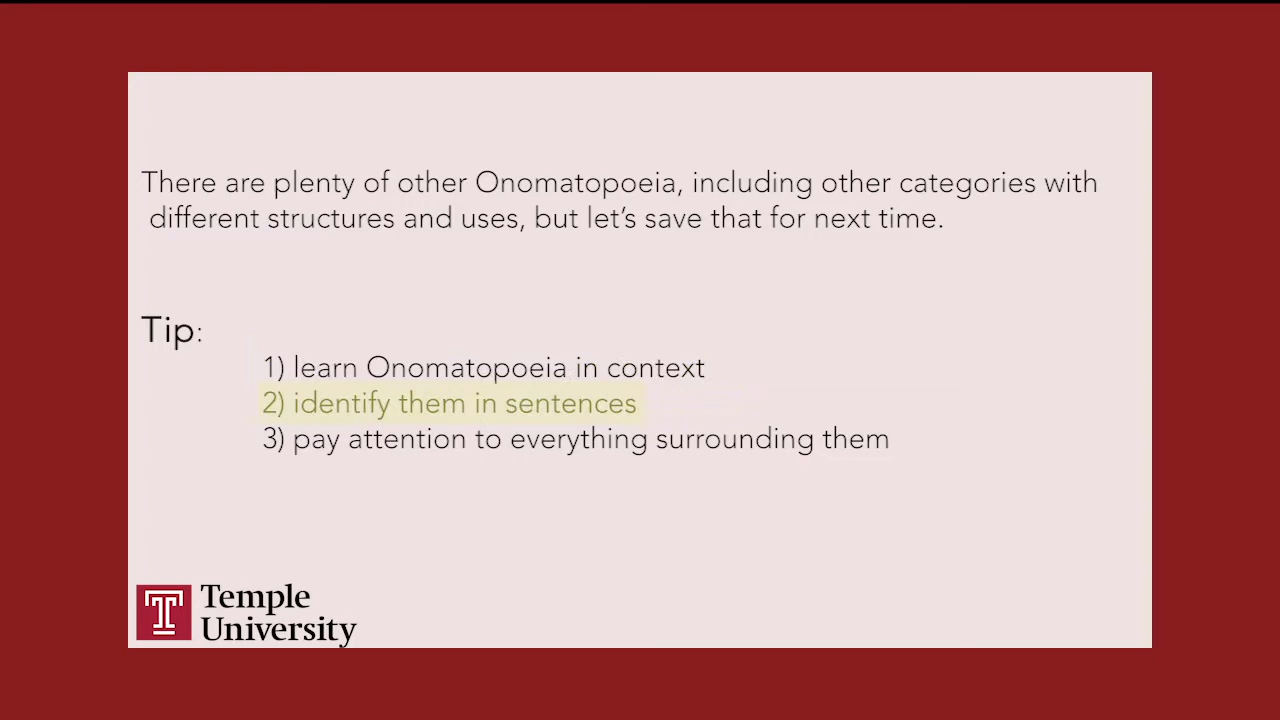 There are plenty of other Onomatopoeia, including other categories with
different structures and uses, but let's save that for next time.
Tip:
1) learn Onomatopoeia in context
2) identify them in sentences
3) pay attention to everything surrounding them
T
Temple
University